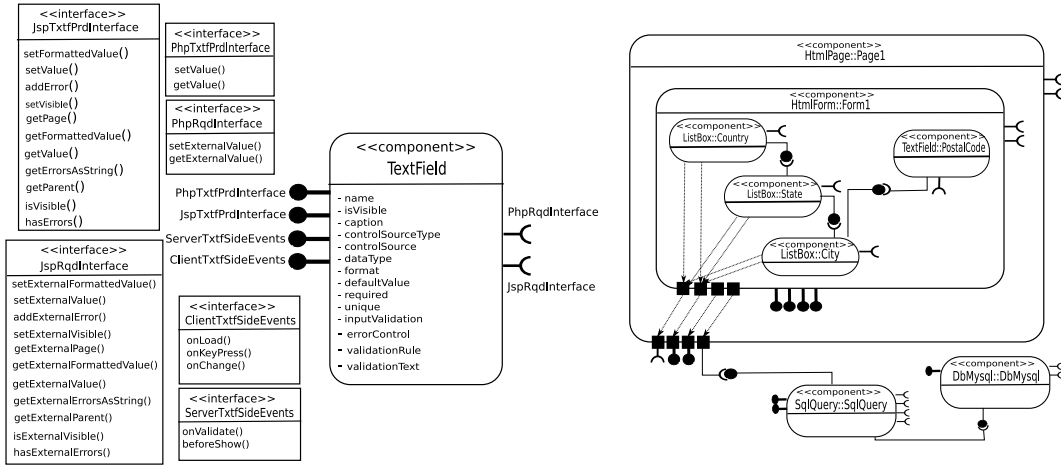 <<interface>>
JspTxtfPrdInterface
setFormattedValue()
setValue()
addError()
setVisible()
getPage()
getFormattedValue()
getValue()
getErrorsAsString()
getParent()
isVisible()
hasErrors()
<<interface>>
PhpTxtfPrdInterface
setValue()
getValue()
<<interface>>
PhpRqdInterface
setExternalValue()
getExternalValue()
<<interface>>
JspRqdInterface
setExternalFormattedValue()
setExternalValue()
addExternalError()
setExternalVisible()
getExternalPage()
getExternalFormattedValue()
getExternalValue()
getExternalErrorsAsString()
getExternalParent()
isExternalVisible()
hasExternalErrors()
<<interface>>
ClientTxtfSideEvents
onLoad()
onKeyPress()
onChange()
<<interface>>
ServerTxtfSideEvents
onValidate()
beforeShow()
PhpTxtfPrdInterface
JspTxtfPrdInterface
ServerTxtfSideEvents
ClientTxtfSideEvents
<<component>>
TextField
- name
- isVisible
- caption
- controlSourceType
- controlSource
- dataType
- format
- defaultValue
- required
- unique
- inputValidation
- errorControl
- validationRule
- validationText
PhpRqdInterface
JspRqdInterface
<<component>>
HtmlPage::Page1
<<component>>
HtmlForm::Form1
<<component>>
ListBox::Country
<<component>>
TextField::PostalCode
<<component>>
ListBox::State
<<component>>
ListBox::City
<<component>>
DbMysql::DbMysql
<<component>>
SqlQuery::SqlQuery